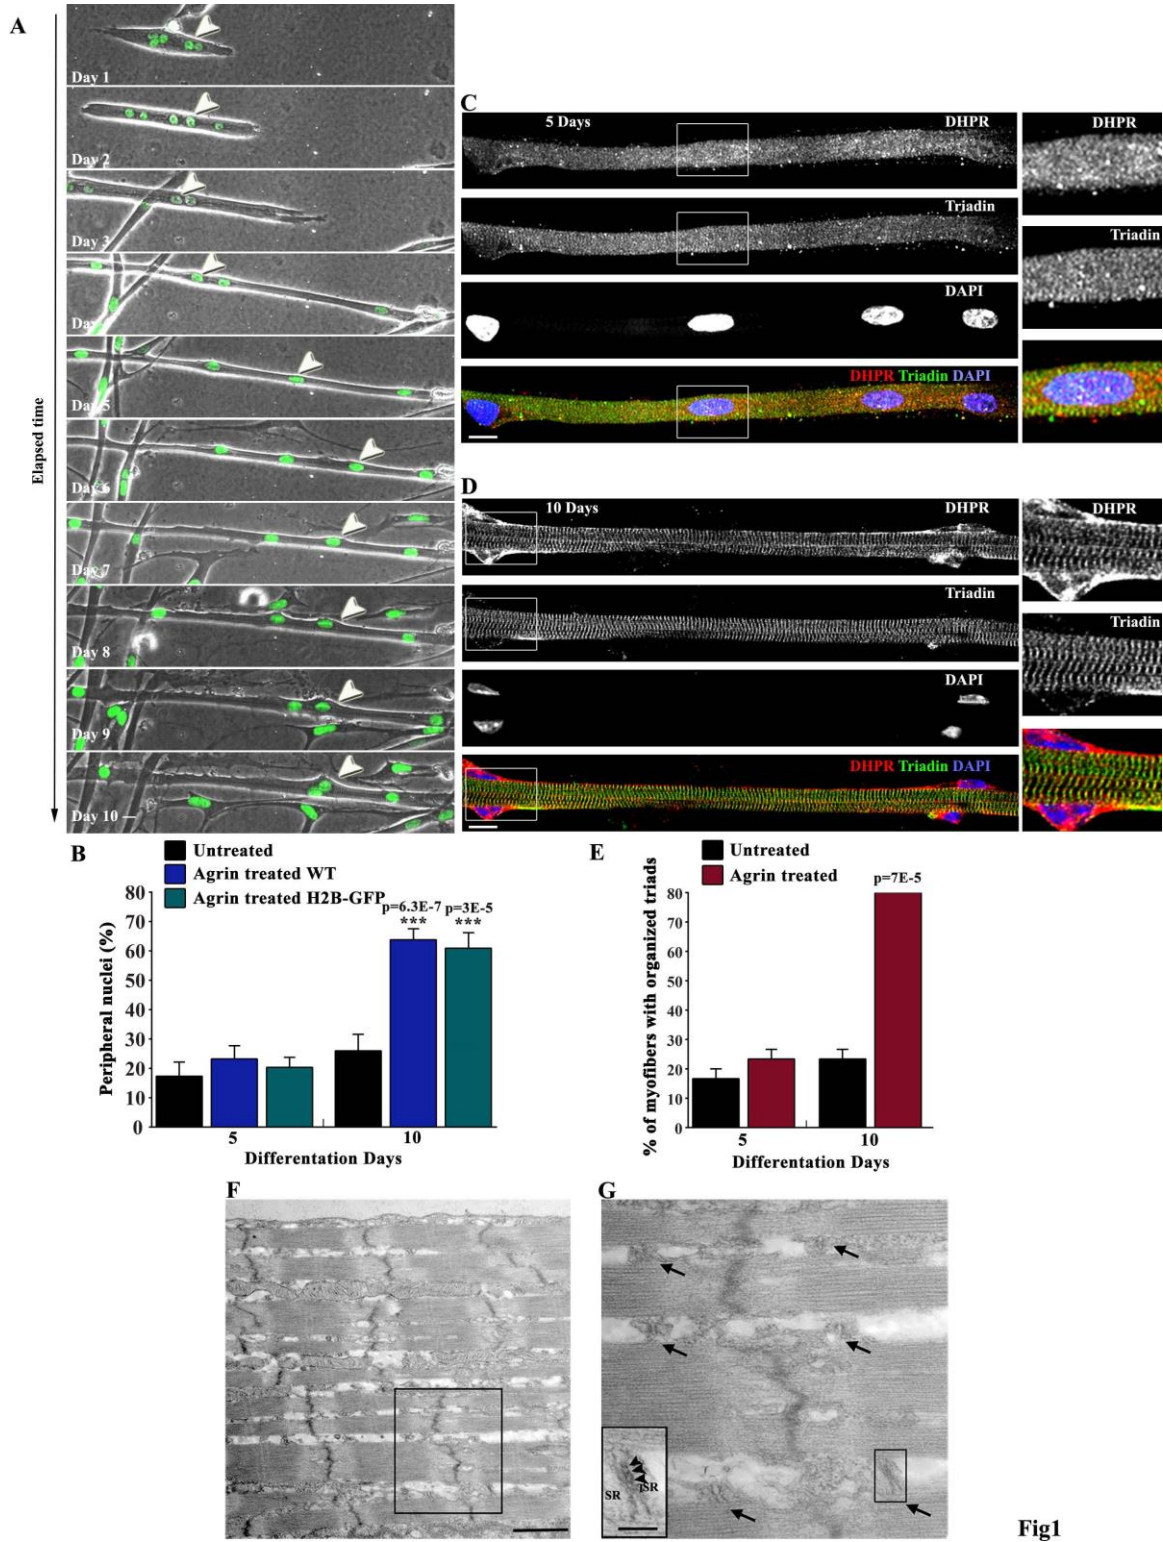 A
Elapsed time
Day 1
Day 2
Day 3
Day
Day 5
Day 6
Day 7
Day 8
Day 9
Day 10
C
5 Days
DHPR
DHPR
Triadin
Triadin
DAPI
DHPR Triadin DAPI
D
10 Days
DHPR
DHPR
Triadin
Triadin
DAPI
DHPR Triadin DAPI
B
Untreated
Agrin treated WT
Agrin treated H2B-GFP
p=6.3E-7
p=3E-5
***
***
Peripheral nuclei (%)
80
70
60
50
40
30
20
10
0
5
10
Differentation Days
E
Untreated
Agrin treated
p=7E-5
% of myofibers with organized triads
80
70
60
50
40
30
20
10
0
5
10
Differentation Days
F
G
SR
SR
Fig1